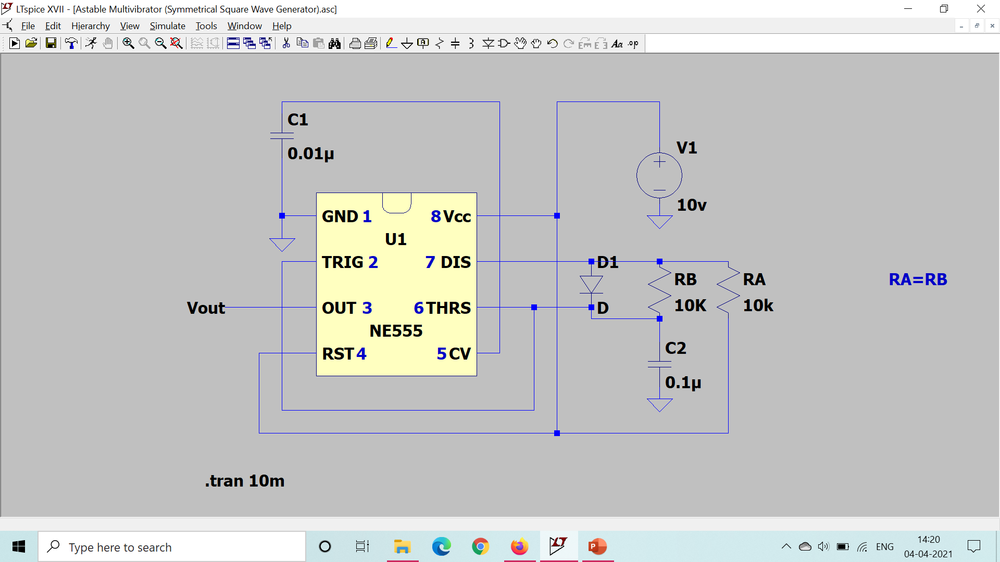 LTspice XVII - [Astable Multivibrator (Symmetrical Square Wave Generator).asc]
File Edit Hierarchy View Simulate Tools Window Help
Aa .op
C1
0.01µ
V1
10v
GND 1
8 Vcc
U1
TRIG 2
7 DIS
D1
RB
RA
RA=RB
10K
10k
Vout
OUT 3
6 THRS
D
NE555
RST 4
5 CV
C2
0.1µ
.tran 10m
Type here to search
ENG
14:20
04-04-2021